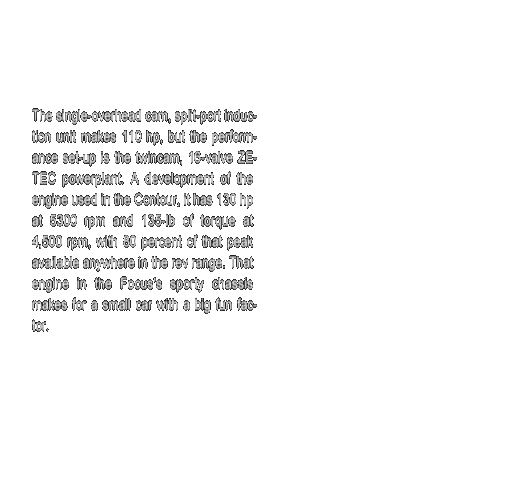 The single-overhead cam, split-port induc-
tion unit makes 110 hp, but the perform-
ance set-up is the twincam, 16-valve ZE-
TEC powerplant. A development of the
engine used in the Contour, it has 130 hp
at 5300 rpm and 135-lb of torque at
4,500 rpm, with 80 percent of that peak
available anywhere in the rev range. That
engine in the Focus's sporty chassis
makes for a small car with a big fun fac-
tor.